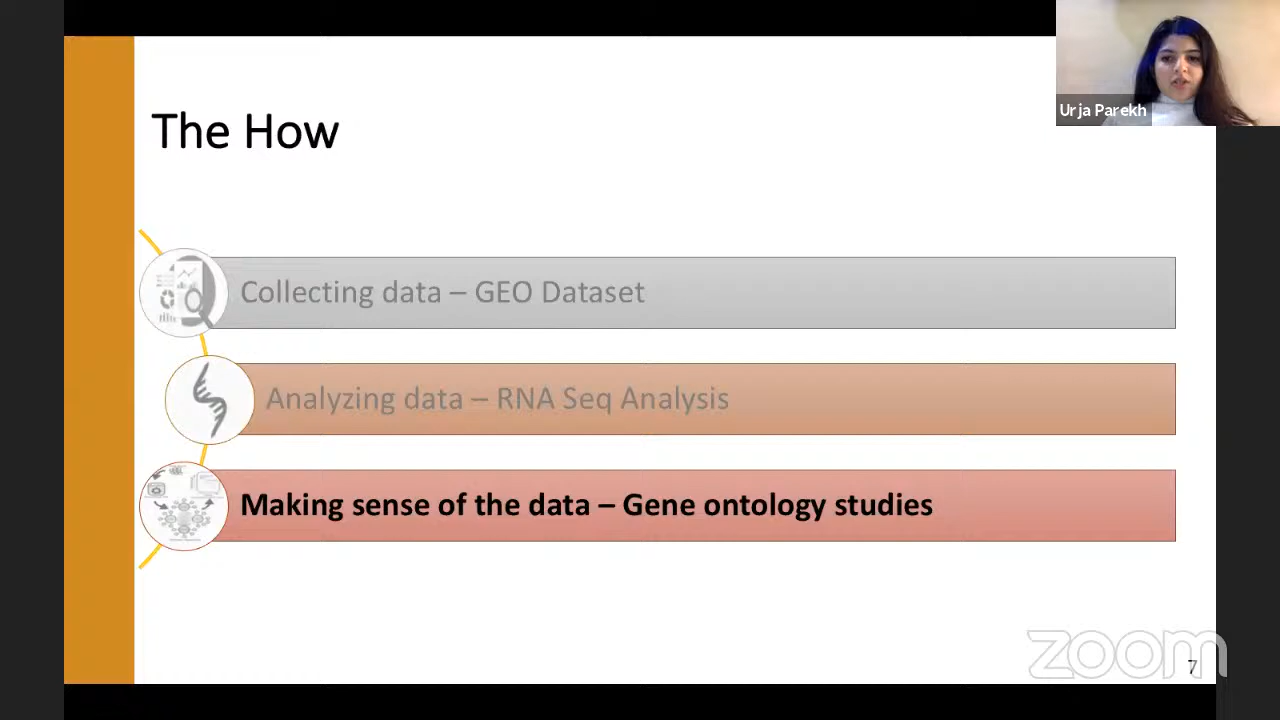 Urja Parekh
The How
Collecting data – GEO Dataset
Analyzing data – RNA Seq Analysis
Making sense of the data – Gene ontology studies
zoom
7